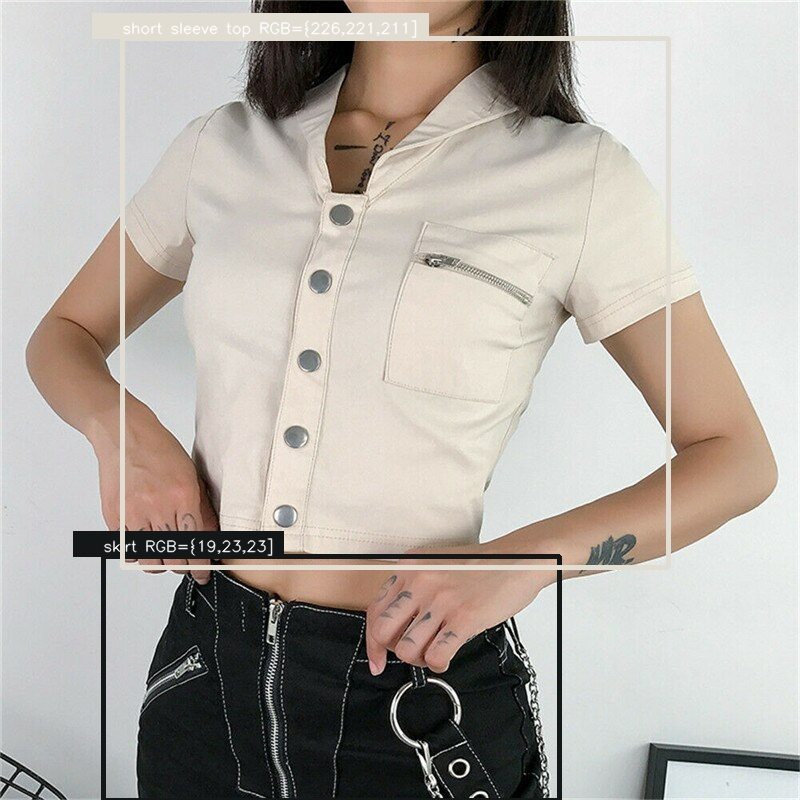 short sleeve top RGB=[226,221,211]
skirt RGB=[19,23,23]